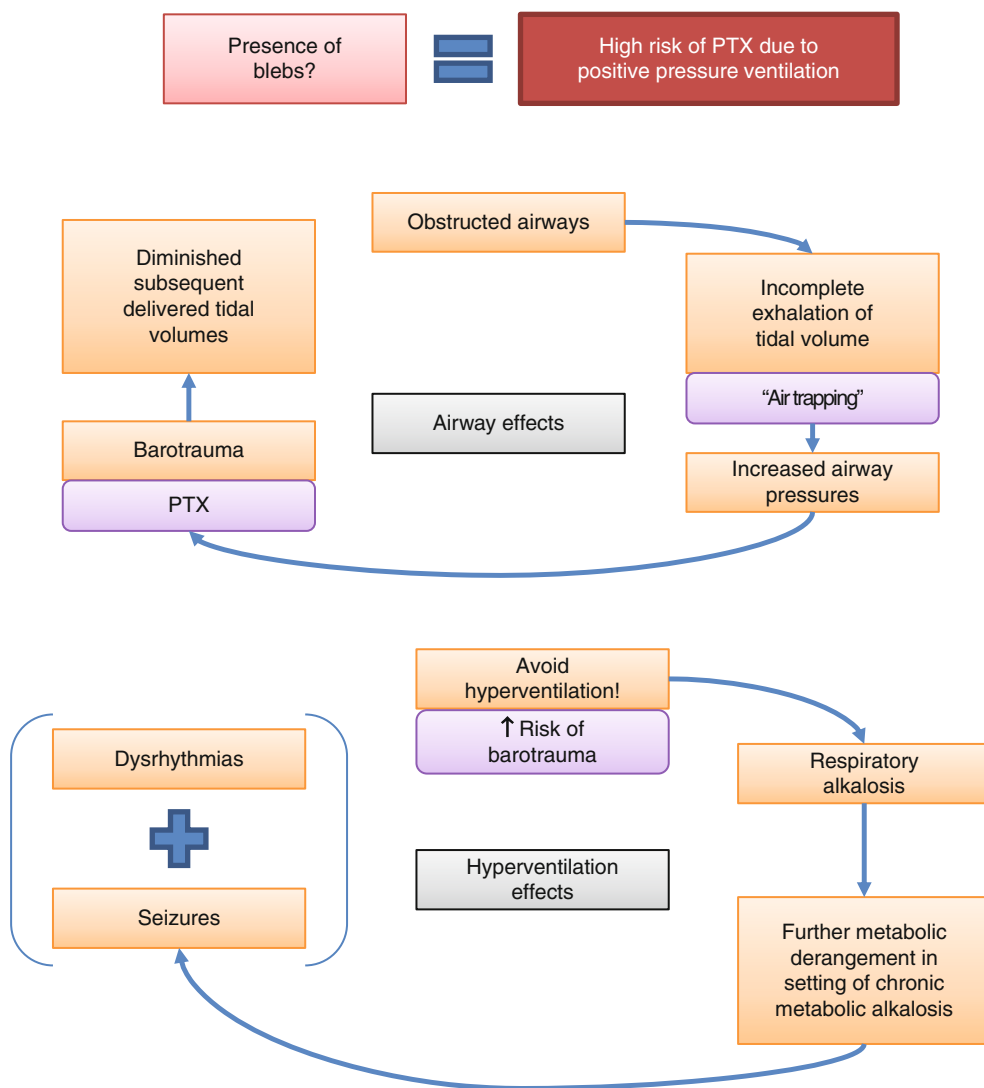 Presence of
blebs?
High risk of PTX due to
positive pressure ventilation
Obstructed airways
Incomplete
exhalation of
tidal volume
“Air trapping”
Increased airway
pressures
Diminished
subsequent
delivered tidal
volumes
Barotrauma
PTX
Airway effects
Avoid
hyperventilation!
↑ Risk of
barotrauma
Respiratory
alkalosis
Further metabolic
derangement in
setting of chronic
metabolic alkalosis
Dysrhythmias
Seizures
Hyperventilation
effects